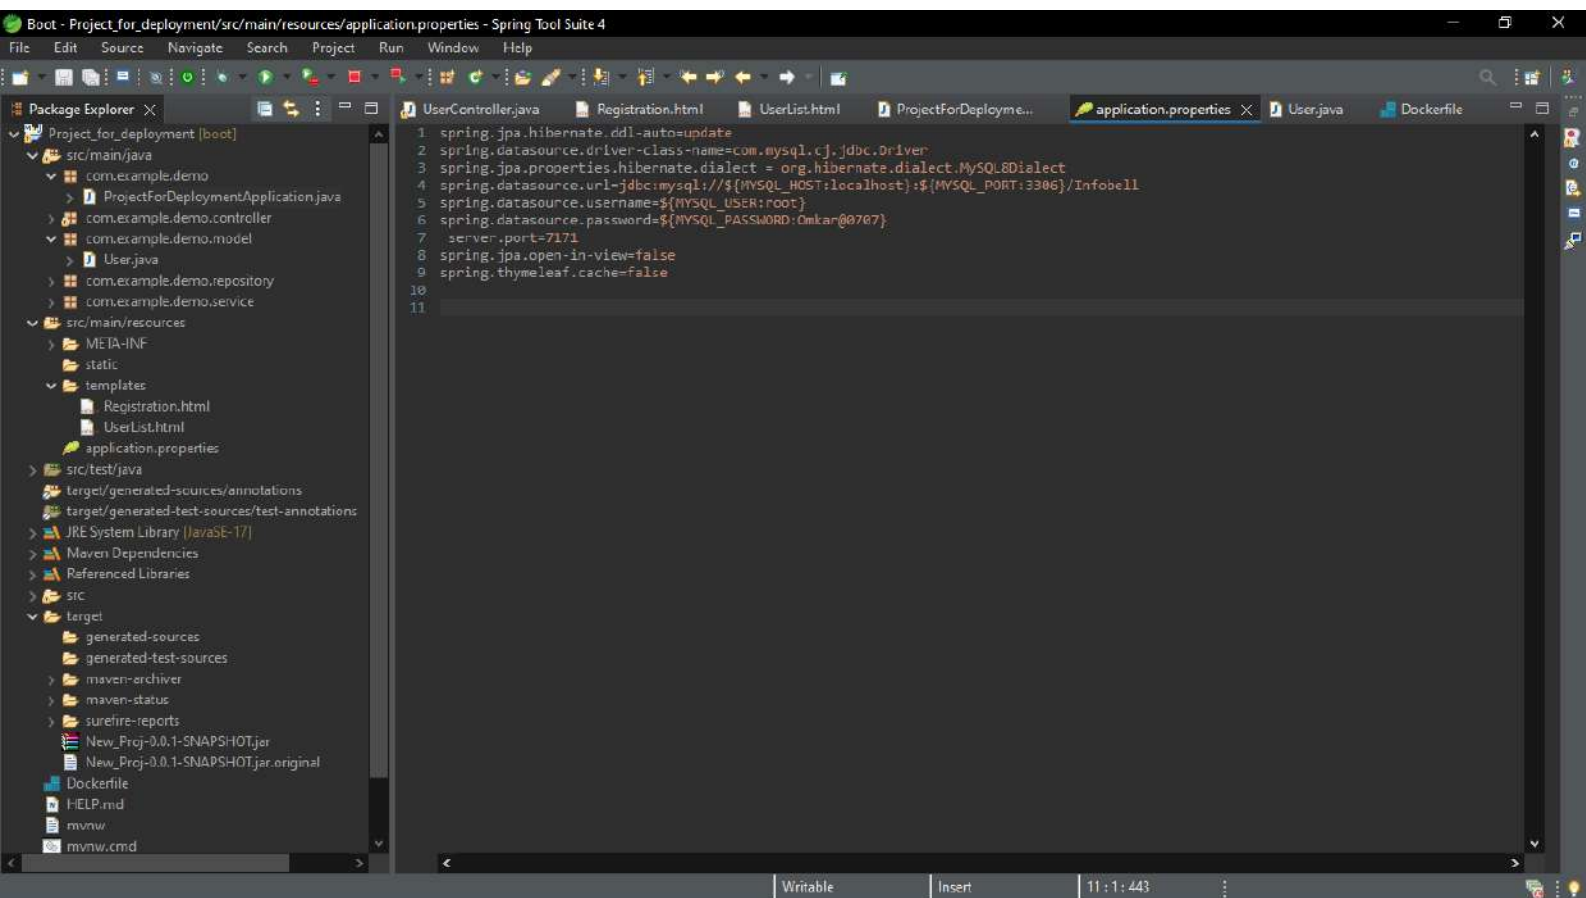 Boot - Project_for_deployment/src/main/resources/application.properties - Spring Tool Suite 4
File Edit Source Navigate Search Project Run Window Help
Package Explorer
UserController.java Registration.html UserList.html ProjectForDeployme... application.properties User.java Dockerfile
Project_for_deployment [boot]
src/main/java
com.example.demo
ProjectForDeploymentApplication.java
com.example.demo.controller
com.example.demo.model
User.java
com.example.demo.repository
com.example.demo.service
src/main/resources
META-INF
static
templates
Registration.html
UserList.html
application.properties
src/test/java
target/generated-sources/annotations
target/generated-test-sources/test-annotations
JRE System Library [JavaSE-17]
Maven Dependencies
Referenced Libraries
src
target
generated-sources
generated-test-sources
maven-archiver
maven-status
surefire-reports
New_Proj-0.0.1-SNAPSHOT.jar
New_Proj-0.0.1-SNAPSHOT.jar.original
Dockerfile
HELP.md
mvnw
mvnw.cmd
1 spring.jpa.hibernate.ddl-auto=update
2 spring.datasource.driver-class-name=com.mysql.cj.jdbc.Driver
3 spring.jpa.properties.hibernate.dialect = org.hibernate.dialect.MySQL8Dialect
4 spring.datasource.url=jdbc:mysql://${MYSQL_HOST:localhost}:${MYSQL_PORT:3306}/Infobell
5 spring.datasource.username=${MYSQL_USER:root}
6 spring.datasource.password=${MYSQL_PASSWORD:Omkar@0707}
7 server.port=7171
8 spring.jpa.open-in-view=false
9 spring.thymeleaf.cache=false
10
11
Writable Insert 11 : 1 : 443